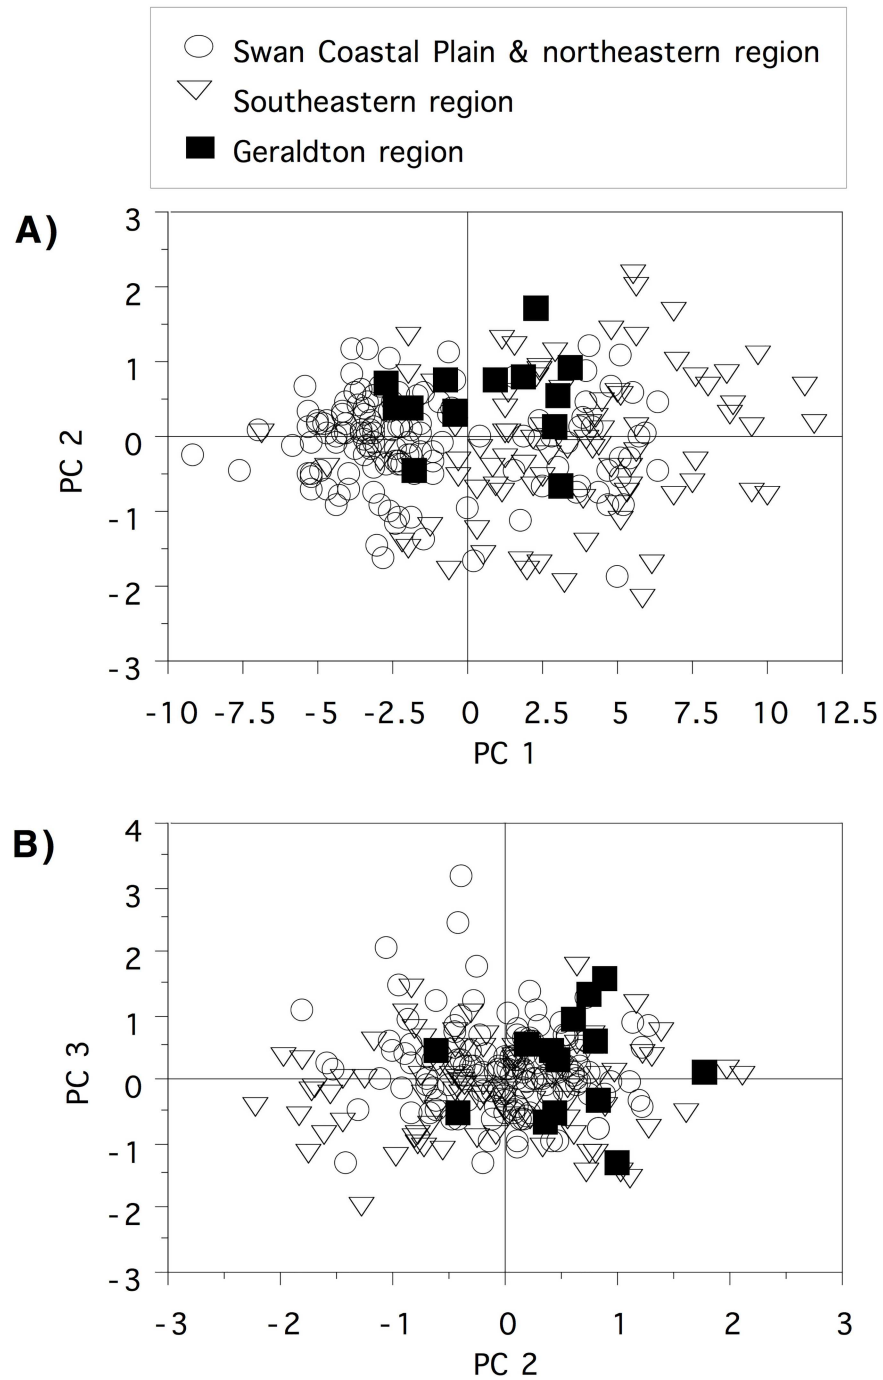 Swan Coastal Plain & northeastern region
Southeastern region
Geraldton region
A)
3
2
1
0
-1
-2
-3
PC 2
-10 -7.5 -5 -2.5 0 2.5 5 7.5 10 12.5
PC 1
B)
4
3
2
1
0
-1
-2
-3
PC 3
-3 -2 -1 0 1 2 3
PC 2